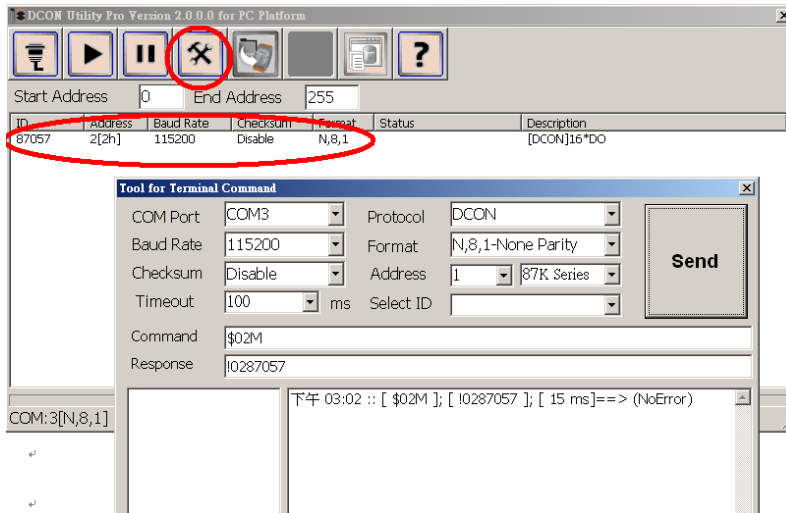 DCON Utility Pro Version 2.0.0.0 for PC Platform
Start Address 0 End Address 255
ID Address Baud Rate Checksum Format Status Description
87057 2[2h] 115200 Disable N,8,1 [DCON]16*DO
Tool for Terminal Command
COM Port COM3 Protocol DCON
Baud Rate 115200 Format N,8,1-None Parity
Checksum Disable Address 1 87K Series
Timeout 100 ms Select ID
Send
Command $02M
Response !0287057
下午 03:02 :: [ $02M ]; [ !0287057 ]; [ 15 ms]==> (NoError)
COM:3[N,8,1]